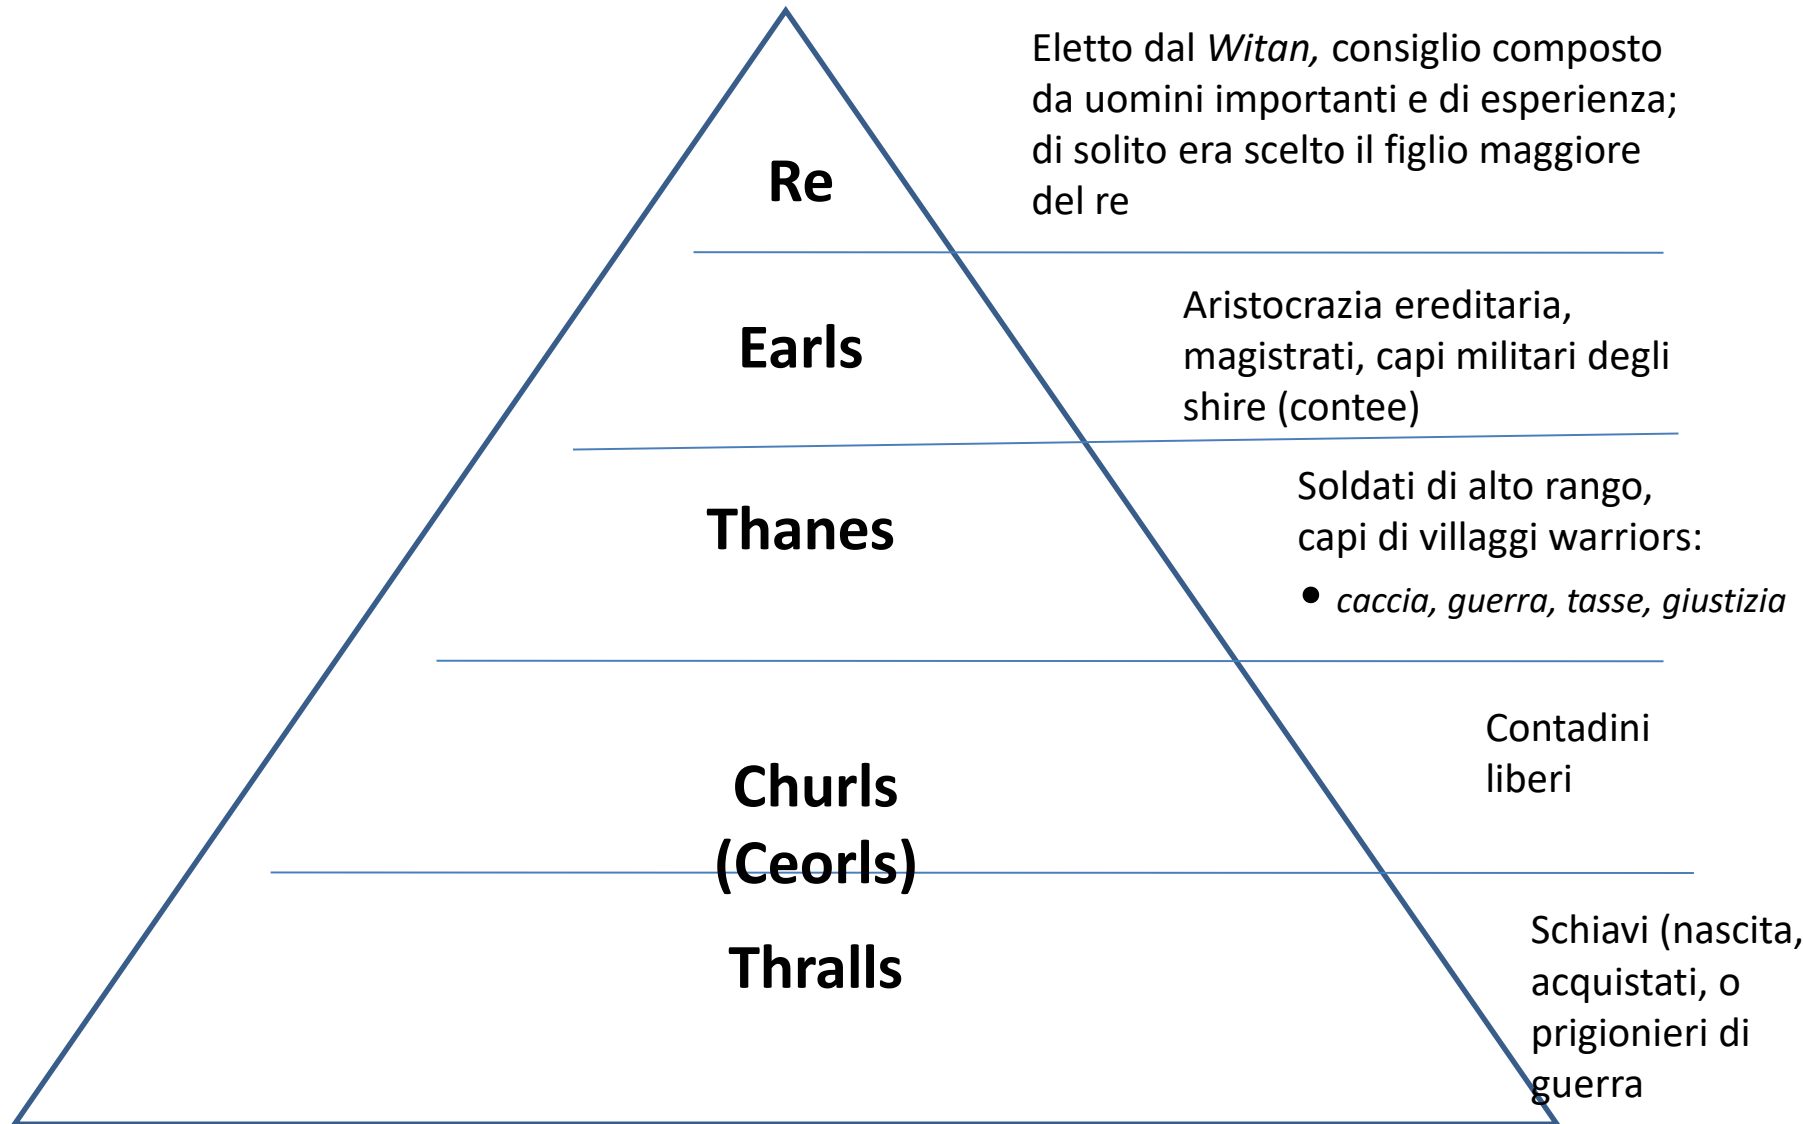 Re
Eletto dal Witan, consiglio composto
da uomini importanti e di esperienza;
di solito era scelto il figlio maggiore
del re
Earls
Aristocrazia ereditaria,
magistrati, capi militari degli
shire (contee)
Thanes
Soldati di alto rango,
capi di villaggi warriors:
• caccia, guerra, tasse, giustizia
Churls
(Ceorls)
Contadini
liberi
Thralls
Schiavi (nascita,
acquistati, o
prigionieri di
guerra